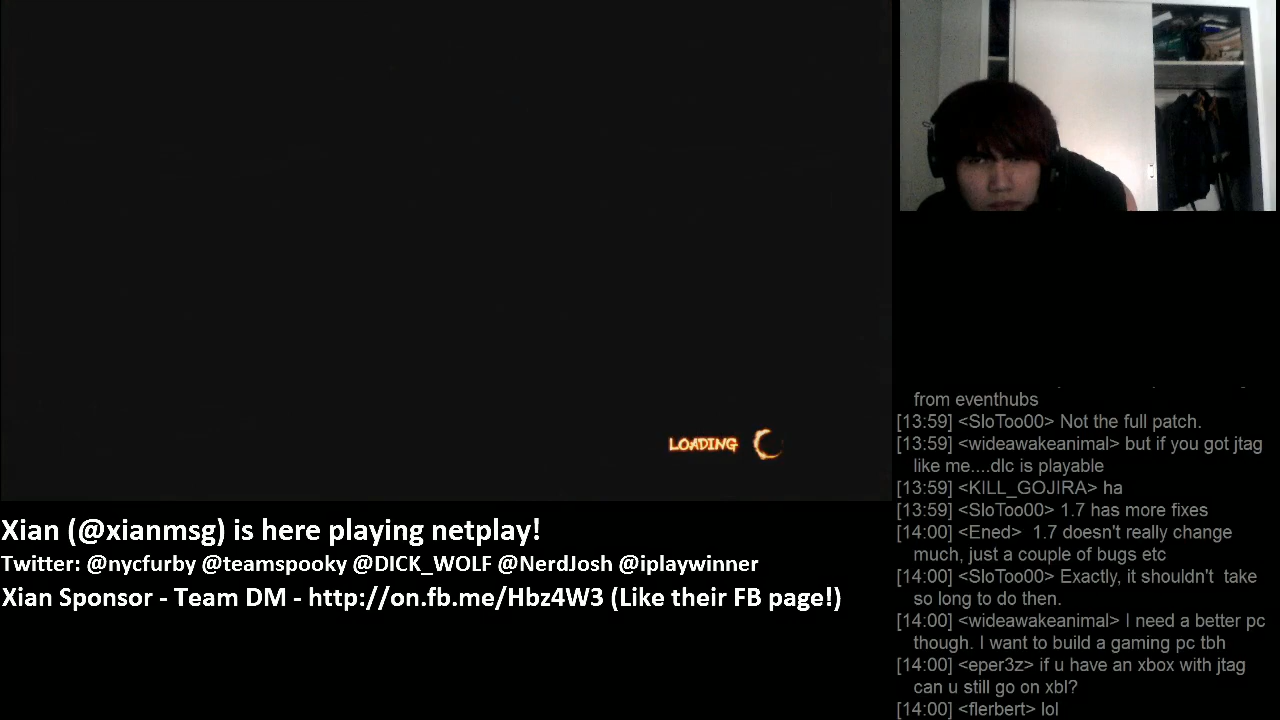 LOADING
Xian (@xianmsg) is here playing netplay!
Twitter: @nycfurby @teamspooky @DICK_WOLF @NerdJosh @iplaywinner
Xian Sponsor - Team DM - http://on.fb.me/Hbz4W3 (Like their FB page!)
from eventhubs
[13:59] <SloToo00> Not the full patch.
[13:59] <wideawakeanimal> but if you got jtag
like me....dlc is playable
[13:59] <KILL_GOJIRA> ha
[13:59] <SloToo00> 1.7 has more fixes
[14:00] <Ened>  1.7 doesn't really change
much, just a couple of bugs etc
[14:00] <SloToo00> Exactly, it shouldn't  take
so long to do then.
[14:00] <wideawakeanimal> I need a better pc
though. I want to build a gaming pc tbh
[14:00] <eper3z> if u have an xbox with jtag
can u still go on xbl?
[14:00] <flerbert> lol